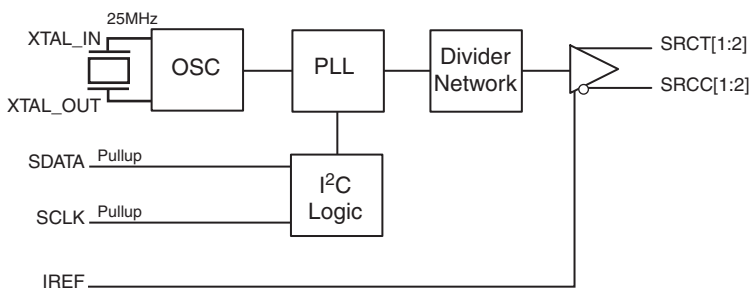 25MHz
XTAL_IN
OSC
PLL
Divider
Network
SRCT[1:2]
SRCC[1:2]
XTAL_OUT
SDATA
Pullup
I²C
Logic
SCLK
Pullup
IREF